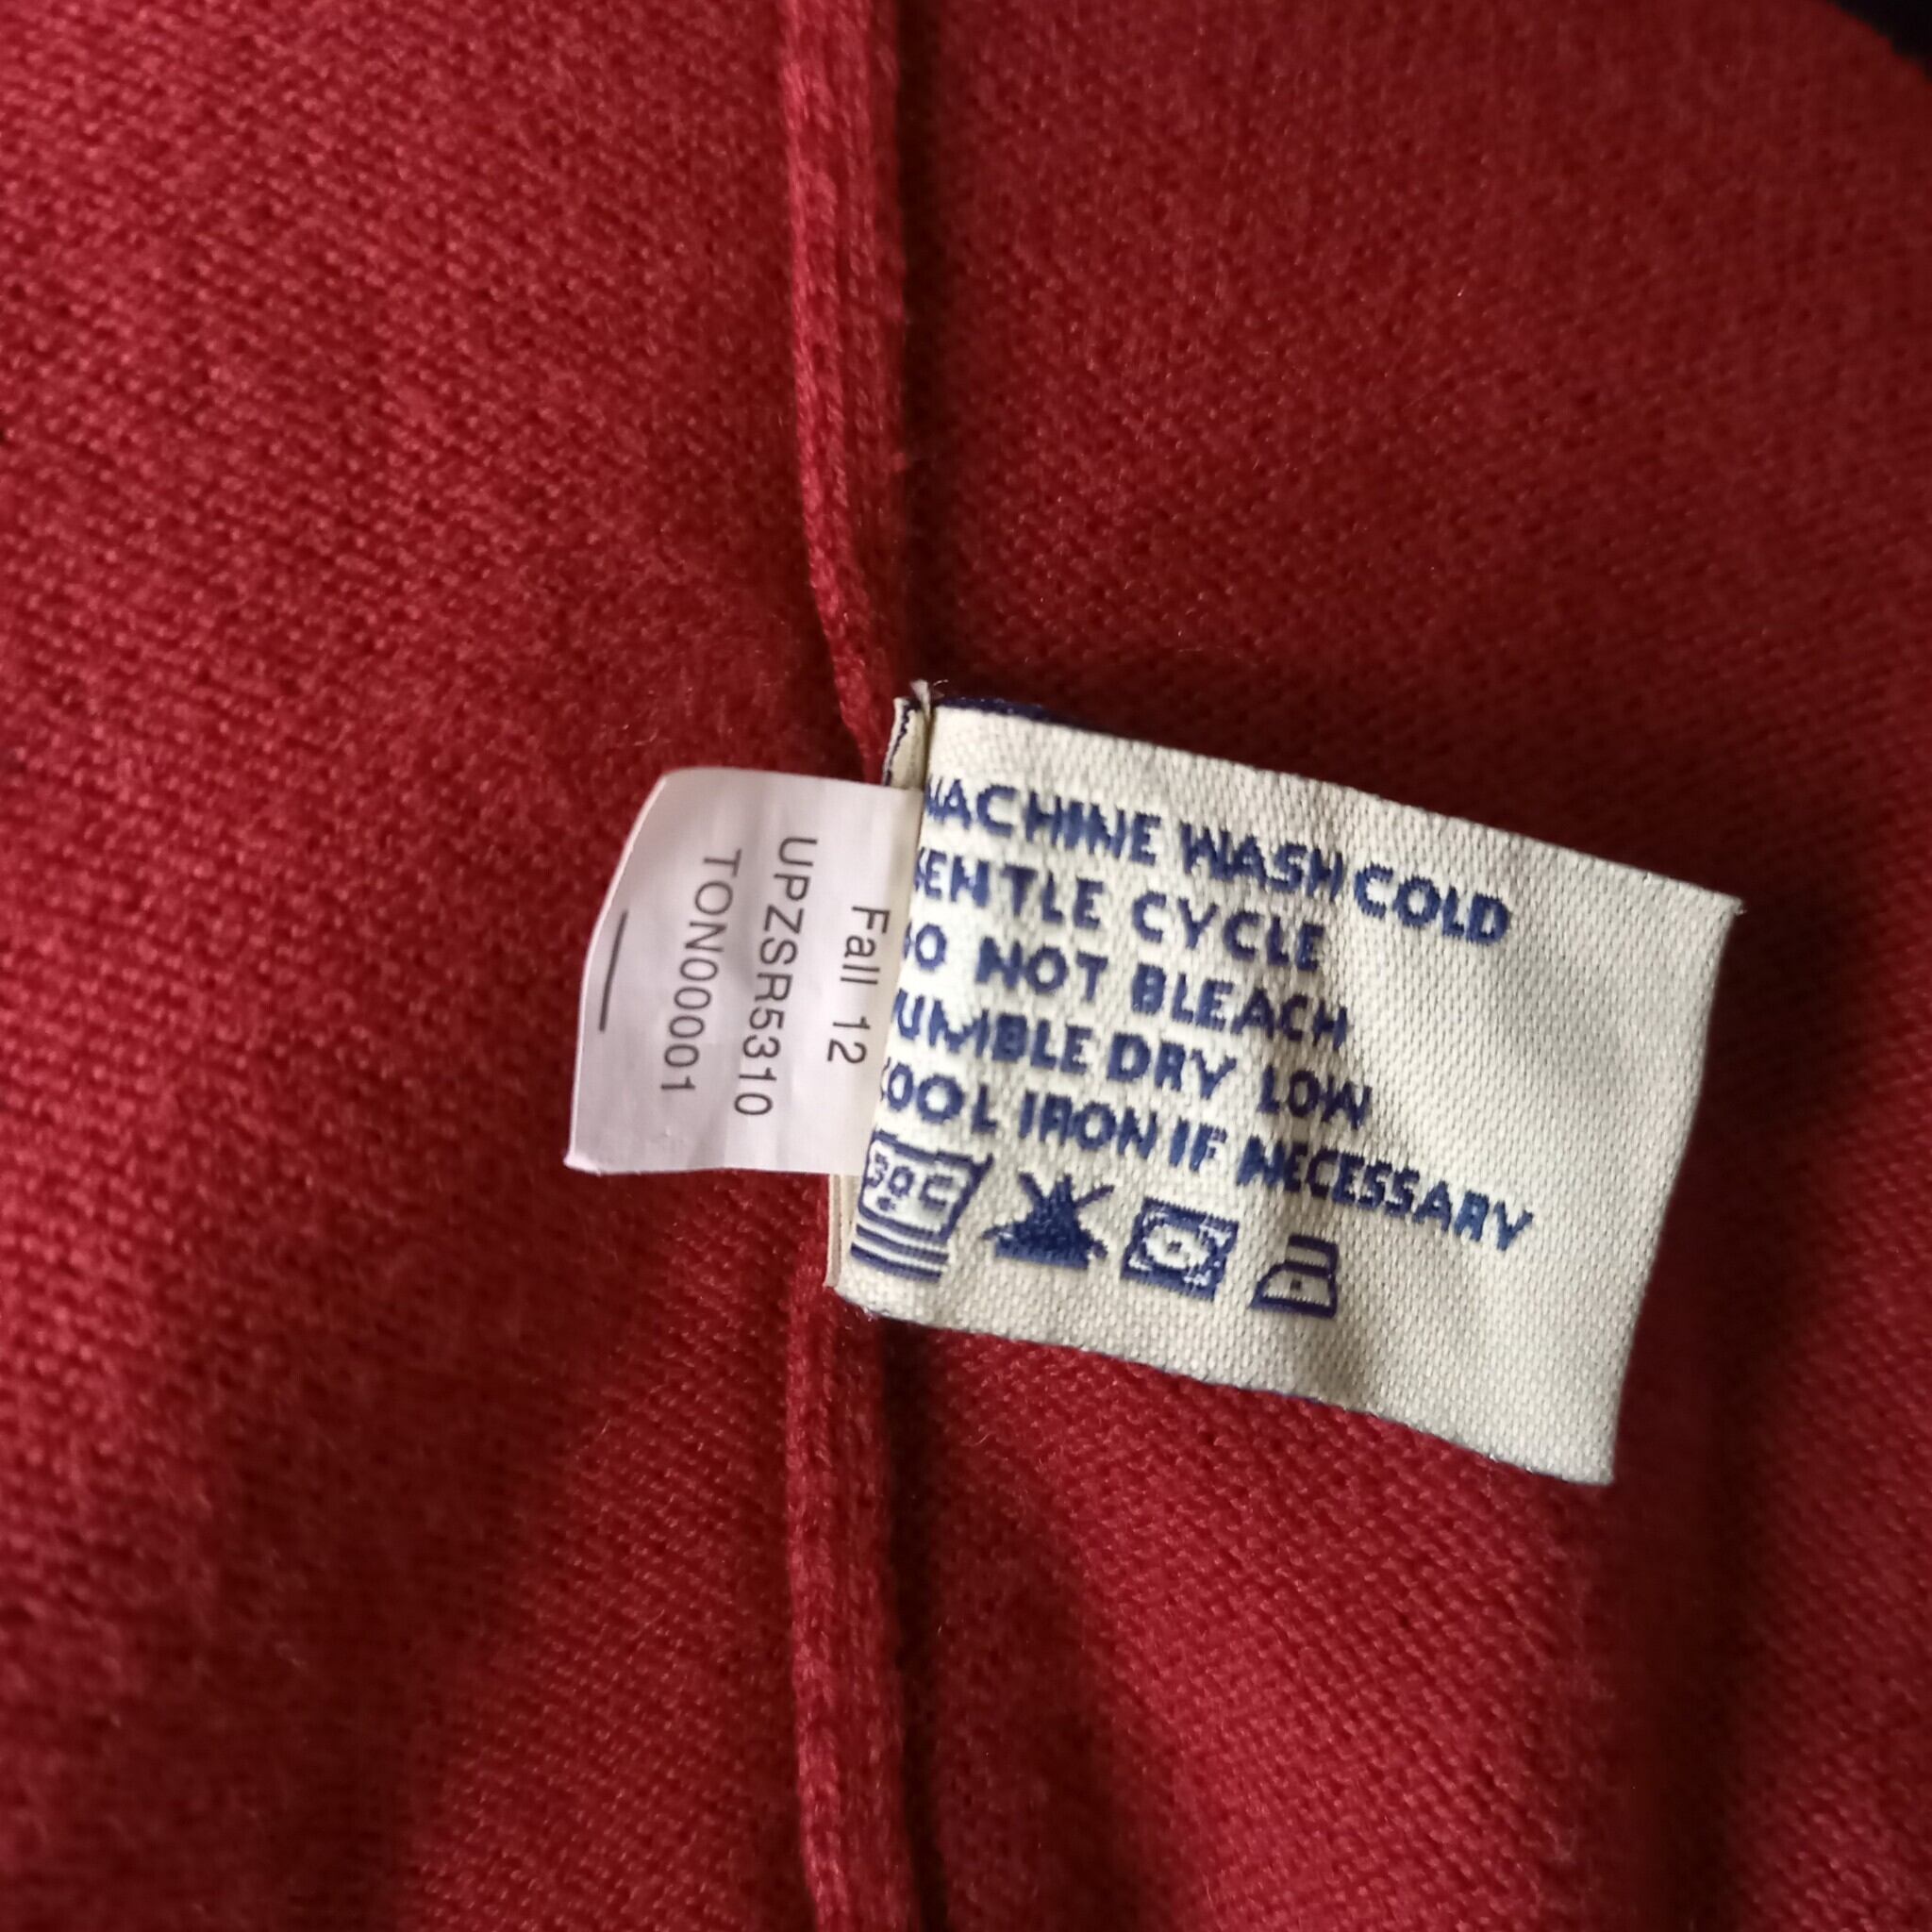 Fall 12
UPZSR5310
TON00001
MACHINE WASH COLD
GENTLE CYCLE
DO NOT BLEACH
TUMBLE DRY LOW
COOL IRON IF NECESSARY
30C